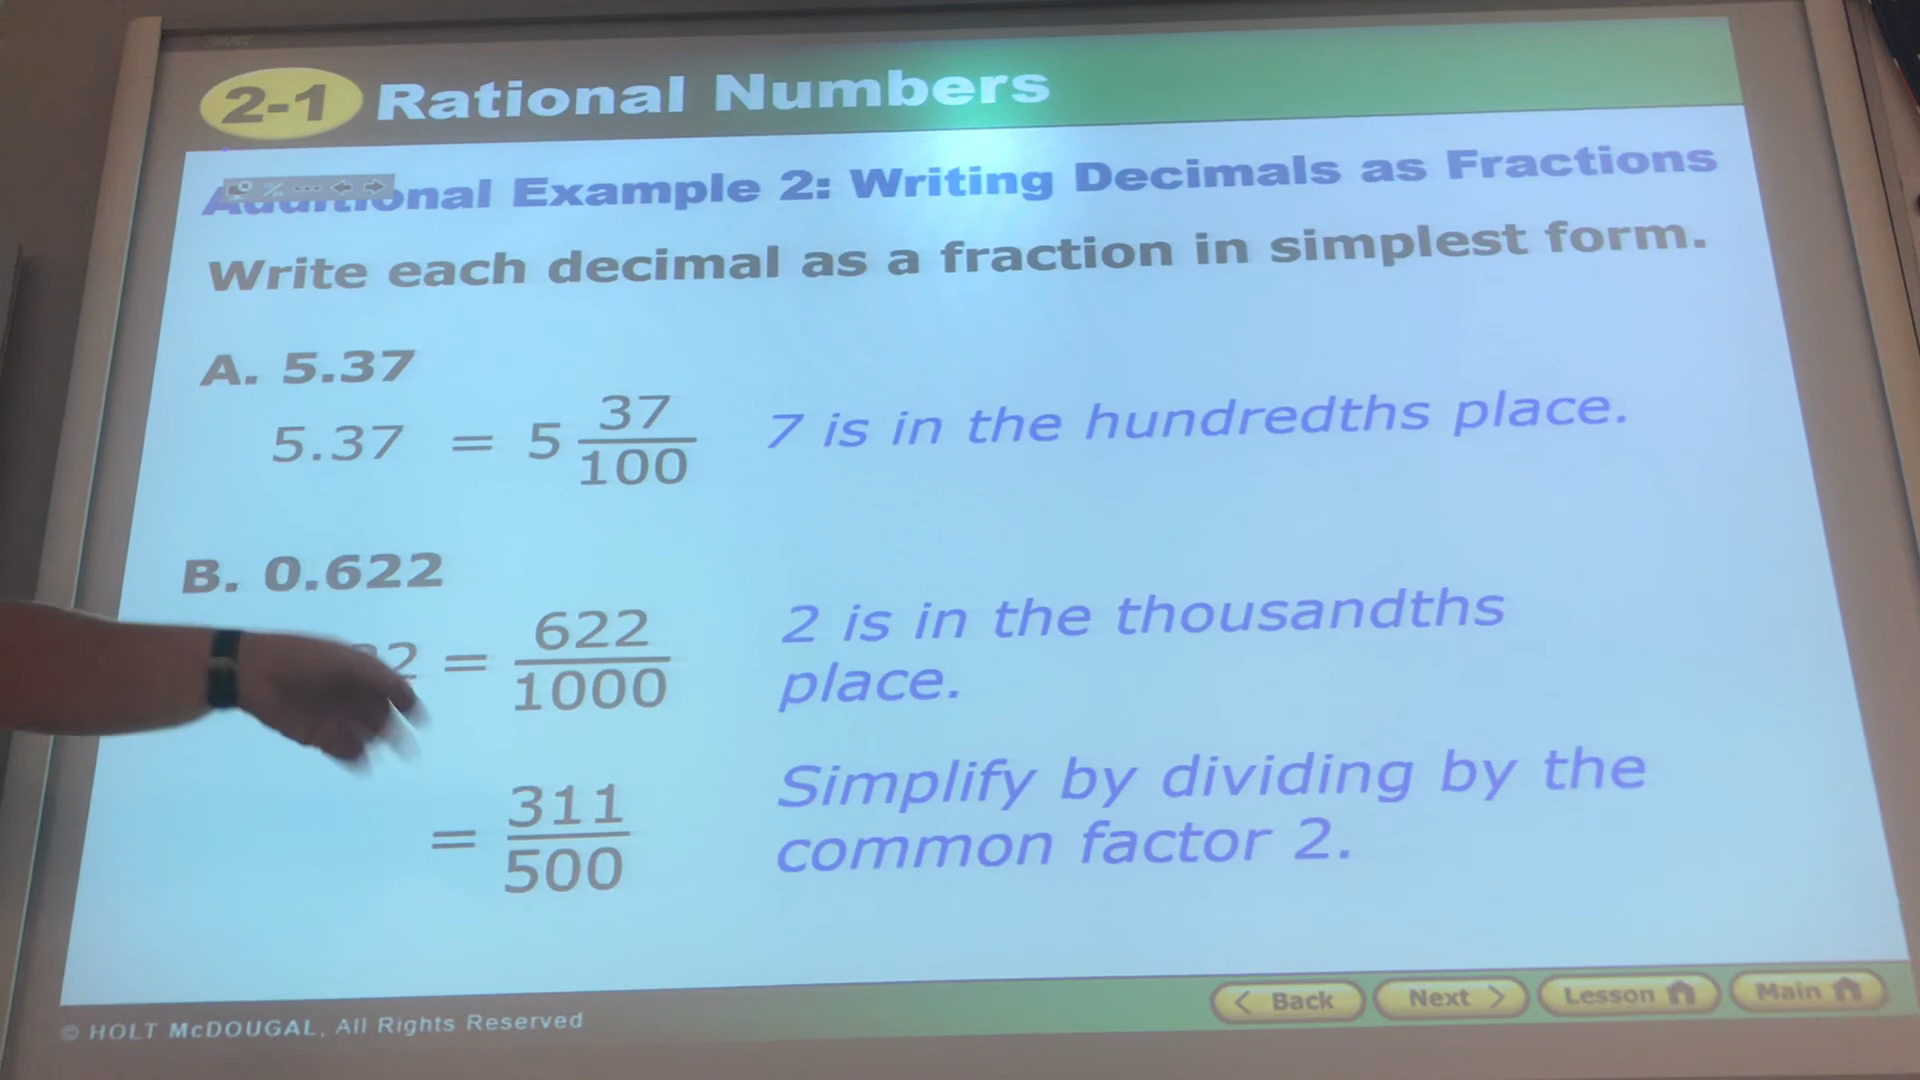 2-1 Rational Numbers
Example 2: Writing Decimals as Fractions
Write each decimal as a fraction in simplest form.
A. 5.37
5.37 = 5 37/100 7 is in the hundredths place.
B. 0.622
= 622/1000 2 is in the thousandths
place.
= 311/500 Simplify by dividing by the
common factor 2.
< Back Next > Lesson Main
© HOLT McDOUGAL, All Rights Reserved